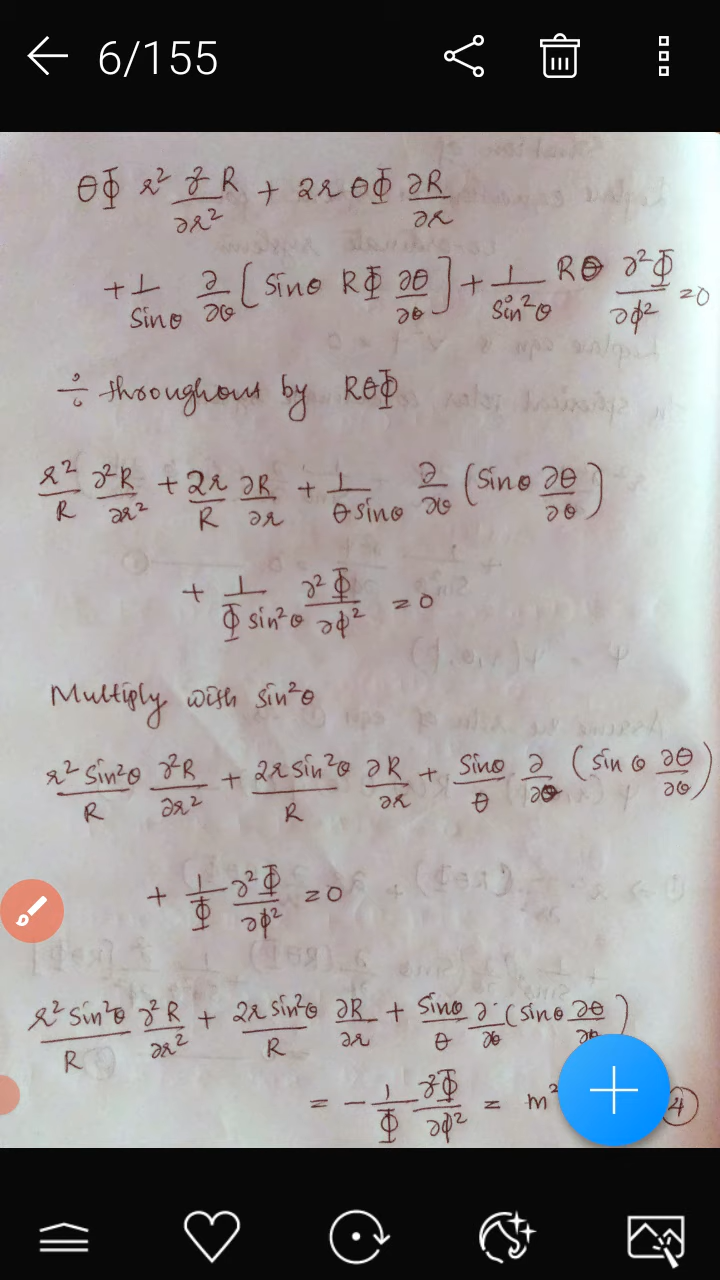 6/155
θΦ r² ∂²R/∂r² + 2r θΦ ∂R/∂r
+ 1/Sinθ ∂/∂θ [ Sinθ RΦ ∂θ/∂θ ] + 1/Sin²θ Rθ ∂²Φ/∂ϕ² = 0
÷ throughout by RθΦ
r²/R ∂²R/∂r² + 2r/R ∂R/∂r + 1/θ sinθ ∂/∂θ (Sinθ ∂θ/∂θ)
+ 1/Φ sin²θ ∂²Φ/∂ϕ² = 0
Multiply with sin²θ
r² Sin²θ/R ∂²R/∂r² + 2r sin²θ/R ∂R/∂r + Sinθ/θ ∂/∂θ (sin θ ∂θ/∂θ)
+ 1/Φ ∂²Φ/∂ϕ² = 0
r² Sin²θ/R ∂²R/∂r² + 2r sin²θ/R ∂R/∂r + Sinθ/θ ∂/∂θ (sinθ ∂θ/∂θ)
= - 1/Φ ∂²Φ/∂ϕ² = m² ④